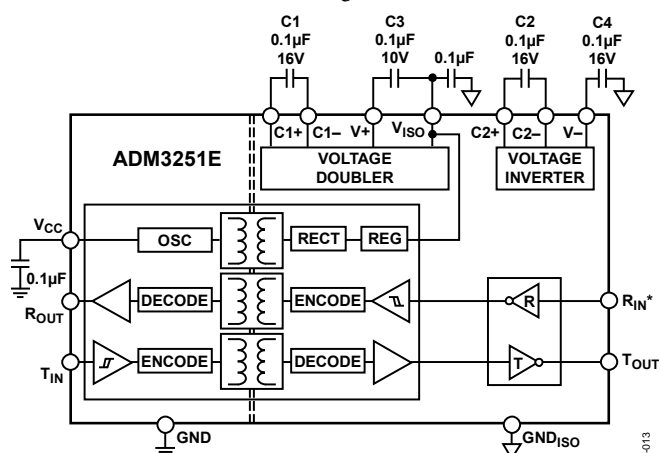 C1
0.1µF
16V
C3
0.1µF
10V
0.1µF
C2
0.1µF
16V
C4
0.1µF
16V
C1+
C1–
V+
VISO
C2+
C2–
V–
ADM3251E
VOLTAGE
DOUBLER
VOLTAGE
INVERTER
VCC
OSC
RECT
REG
0.1µF
ROUT
DECODE
ENCODE
R
RIN*
TIN
ENCODE
DECODE
T
TOUT
GND
GNDISO
-013